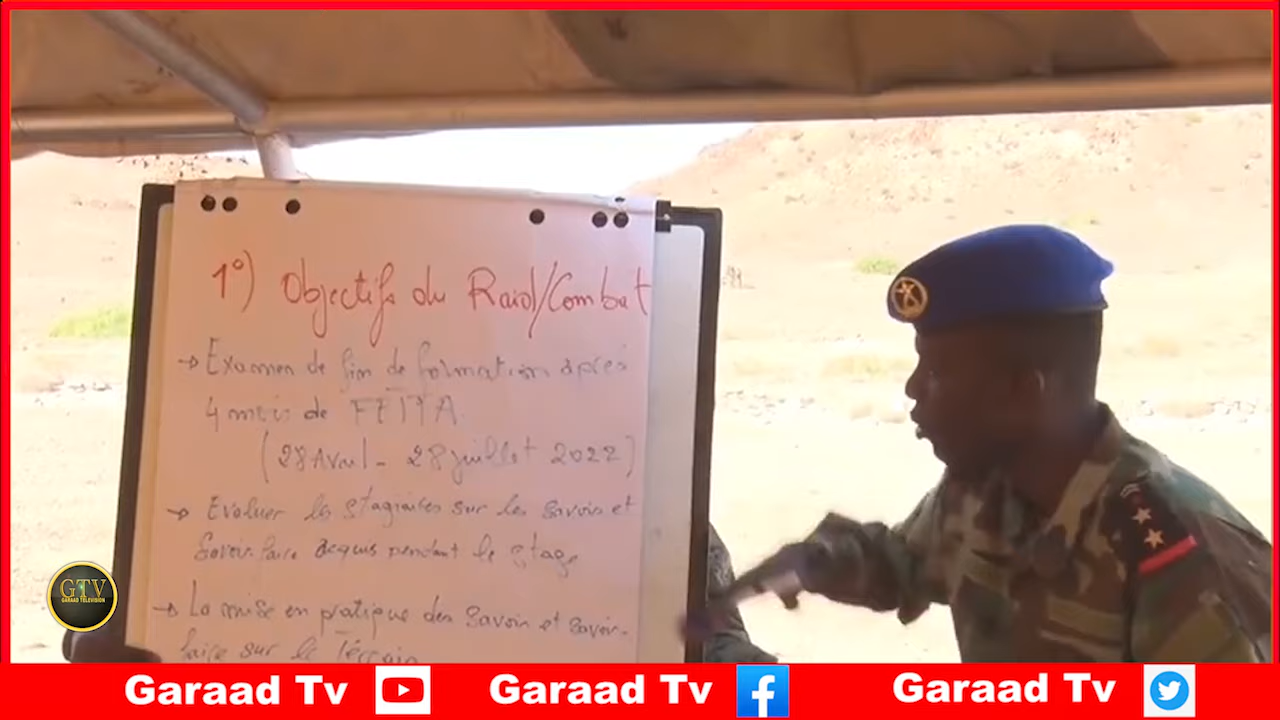 1°) Objectifs du Raid/Combat
→ Examen de fin de formation après
4 mois de
(28 Avril - 28 juillet 2022)
→ Evaluer les stagiaires sur les savoir et
Savoir-faire acquis pendant le stage
→ La mise en pratique des savoir et savoir-
faire sur le Terrain
GTV
GARAAD TELEVISION
Garaad Tv
Garaad Tv
Garaad Tv